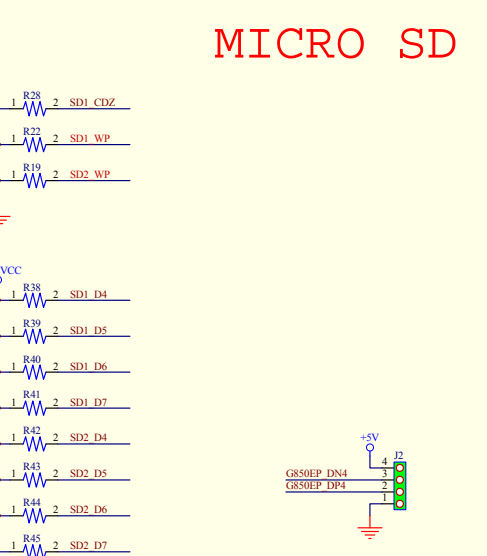 MICRO SD
R28
1 2 SD1_CDZ
R22
1 2 SD1_WP
R19
1 2 SD2_WP
VCC
R38
1 2 SD1_D4
R39
1 2 SD1_D5
R40
1 2 SD1_D6
R41
1 2 SD1_D7
R42
1 2 SD2_D4
R43
1 2 SD2_D5
R44
1 2 SD2_D6
R45
1 2 SD2_D7
+5V
J2
4
G850EP_DN4 3
G850EP_DP4 2
1